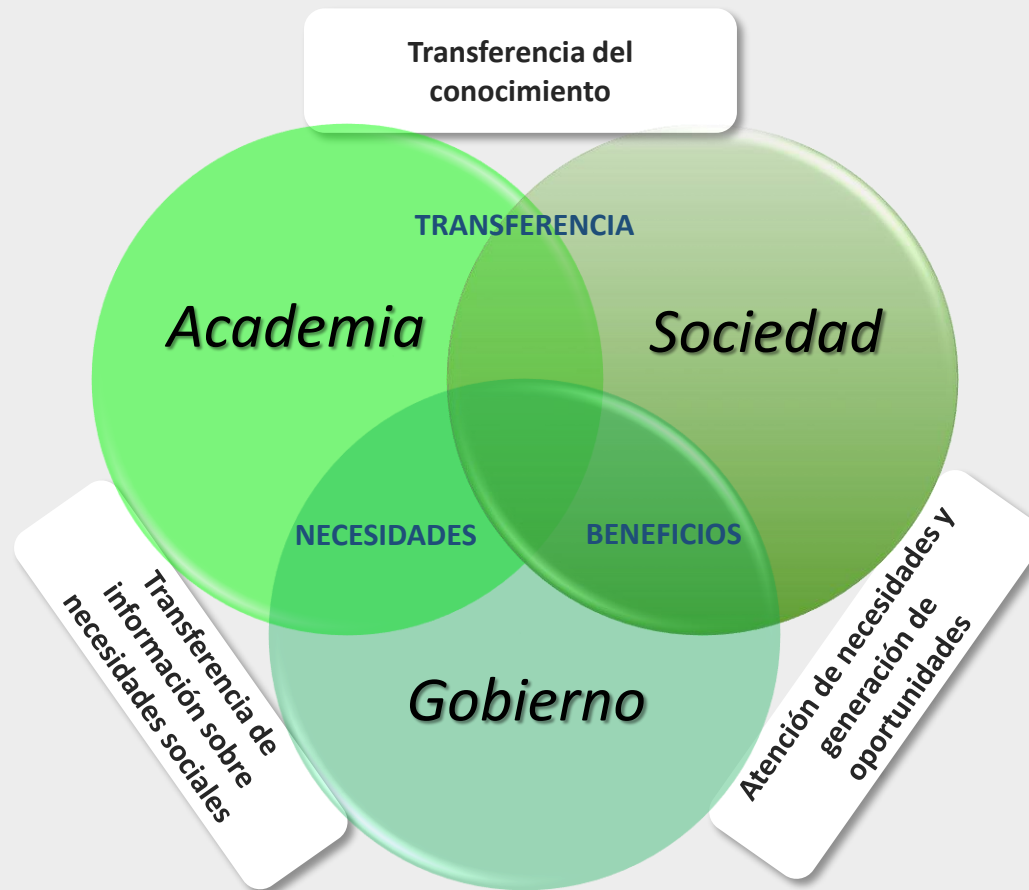 Transferencia del
conocimiento
TRANSFERENCIA
Academia
Sociedad
NECESIDADES
BENEFICIOS
Gobierno
Transferencia de
información sobre
necesidades sociales
Atención de necesidades y
generación de
oportunidades